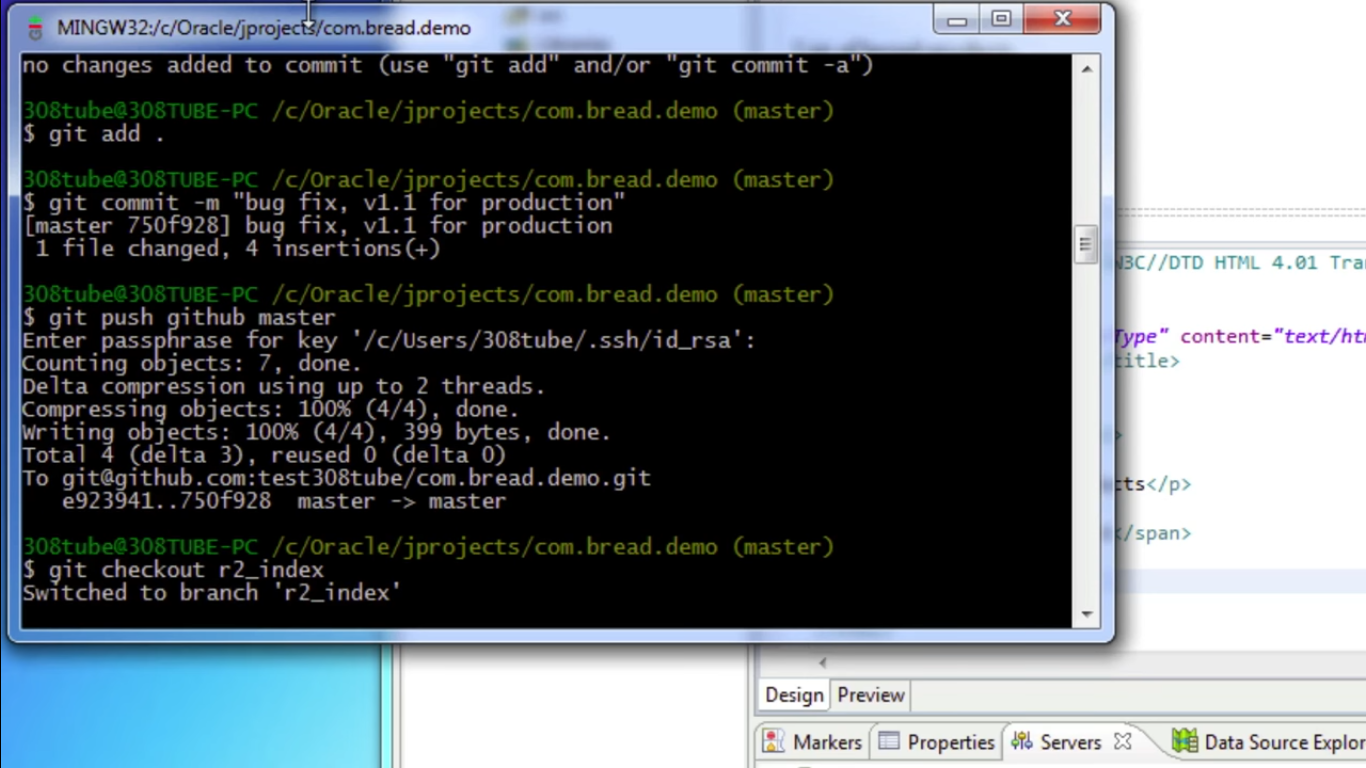 MINGW32:/c/Oracle/jprojects/com.bread.demo
no changes added to commit (use "git add" and/or "git commit -a")
308tube@308TUBE-PC /c/Oracle/jprojects/com.bread.demo (master)
$ git add .
308tube@308TUBE-PC /c/Oracle/jprojects/com.bread.demo (master)
$ git commit -m "bug fix, v1.1 for production"
[master 750f928] bug fix, v1.1 for production
1 file changed, 4 insertions(+)
308tube@308TUBE-PC /c/Oracle/jprojects/com.bread.demo (master)
$ git push github master
Enter passphrase for key '/c/Users/308tube/.ssh/id_rsa':
Counting objects: 7, done.
Delta compression using up to 2 threads.
Compressing objects: 100% (4/4), done.
Writing objects: 100% (4/4), 399 bytes, done.
Total 4 (delta 3), reused 0 (delta 0)
To git@github.com:test308tube/com.bread.demo.git
e923941..750f928 master -> master
308tube@308TUBE-PC /c/Oracle/jprojects/com.bread.demo (master)
$ git checkout r2_index
Switched to branch 'r2_index'
W3C//DTD HTML 4.01 Tra
Type" content="text/ht
title>
>
cts</p>
</span>
Design Preview
Markers Properties Servers Data Source Explor